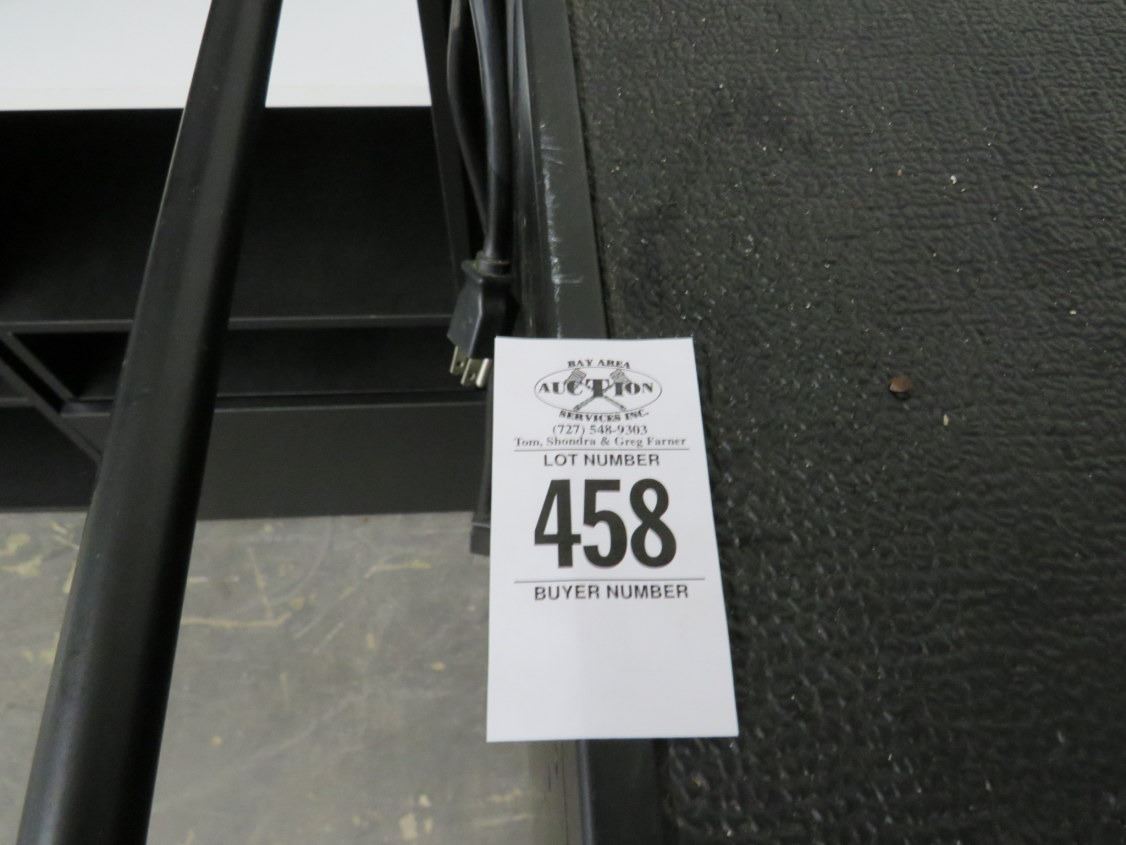 BAY AREA
AUCTION
SERVICES INC.
(727) 548-9303
Tom, Shondra & Greg Farner
LOT NUMBER
458
BUYER NUMBER